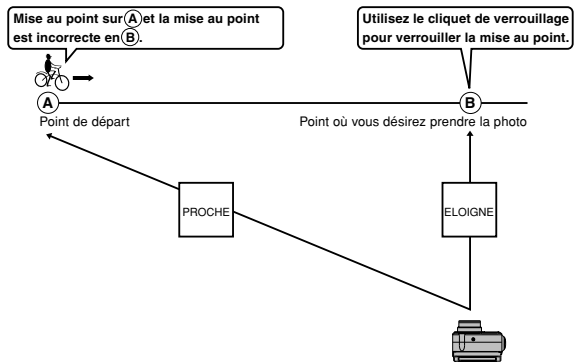 Mise au point sur Ⓐ et la mise au point
est incorrecte en Ⓑ.
Utilisez le cliquet de verrouillage
pour verrouiller la mise au point.
A
B
Point de départ
Point où vous désirez prendre la photo
PROCHE
ELOIGNE